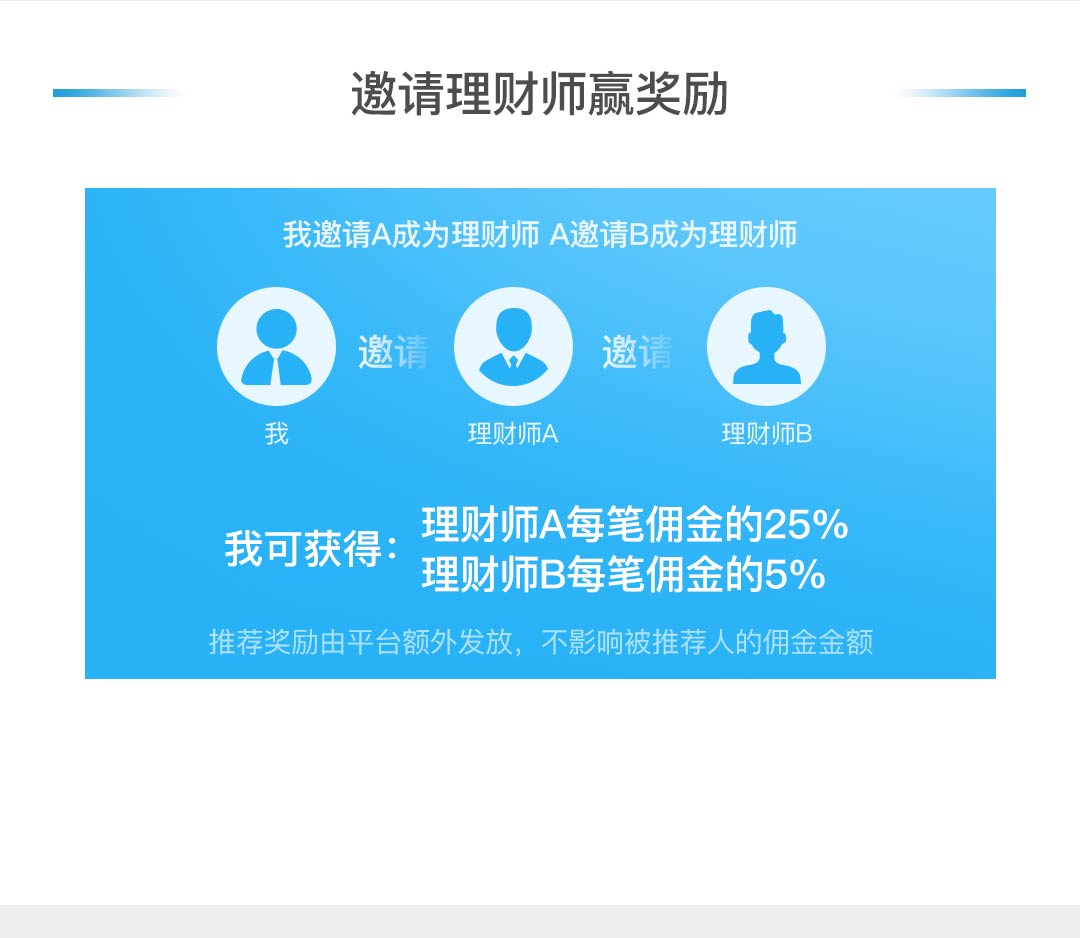 邀请理财师赢奖励
我邀请A成为理财师 A邀请B成为理财师
邀请
邀请
我
理财师A
理财师B
我可获得：
理财师A每笔佣金的25%
理财师B每笔佣金的5%
推荐奖励由平台额外发放，不影响被推荐人的佣金金额